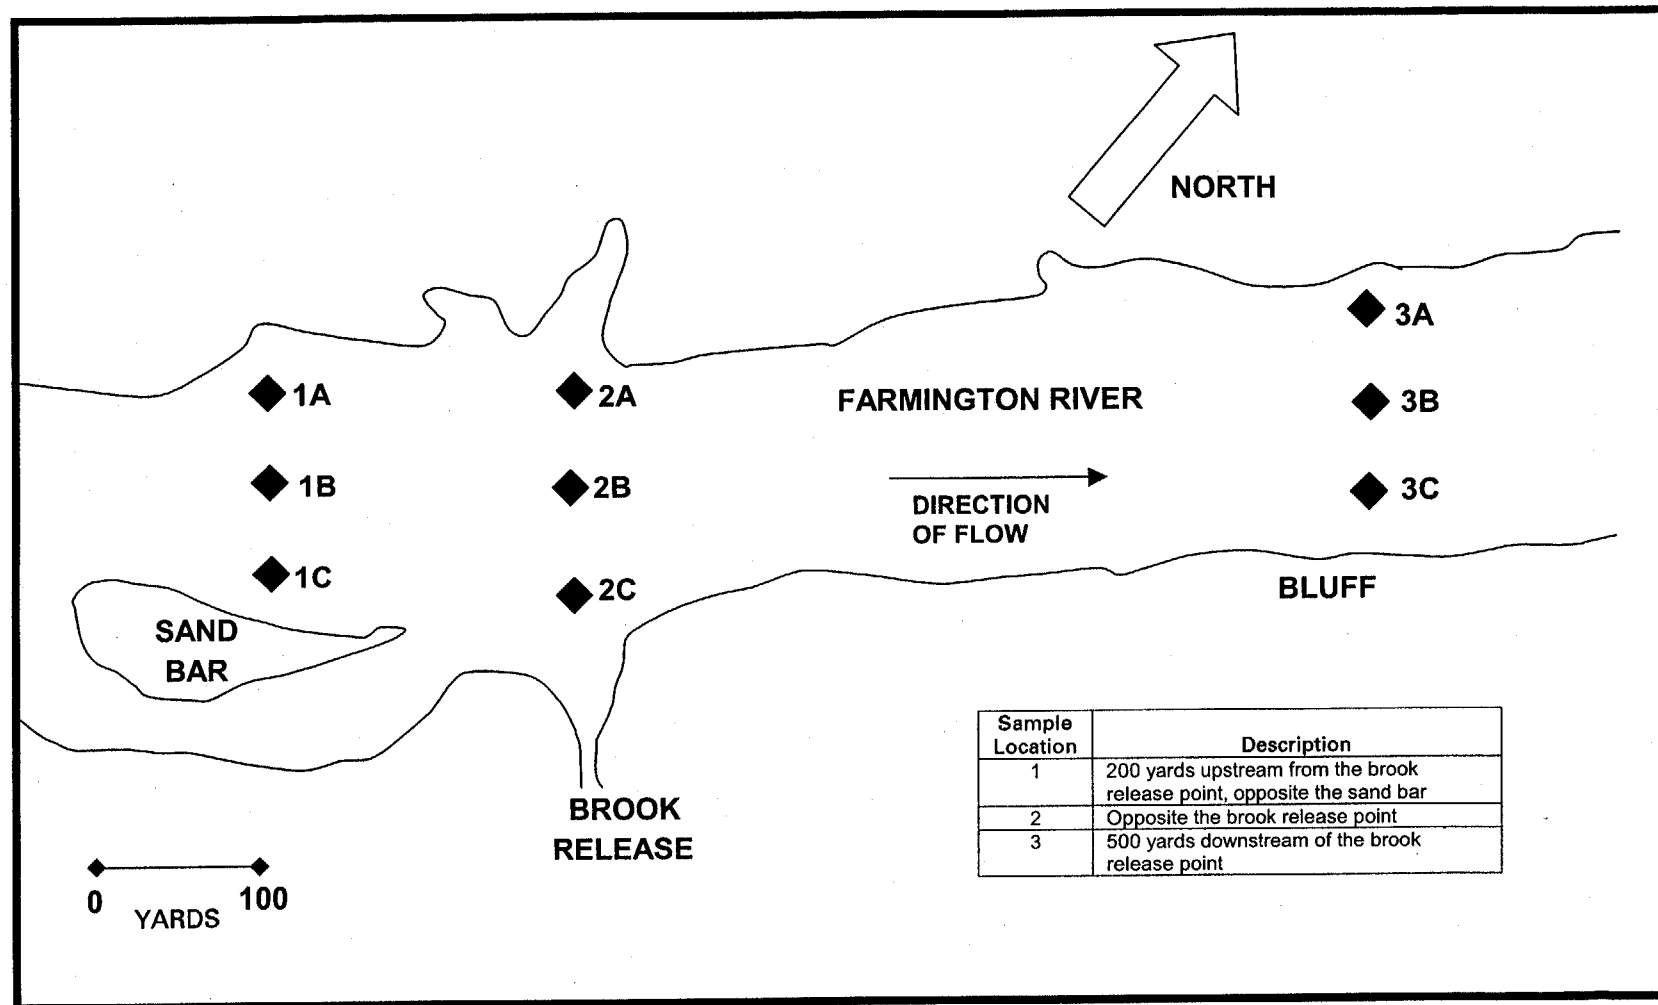 NORTH
3A
1A
2A
FARMINGTON RIVER
3B
1B
2B
3C
DIRECTION
OF FLOW
1C
2C
BLUFF
SAND
BAR
Sample
Location
Description
1
200 yards upstream from the brook
release point, opposite the sand bar
2
Opposite the brook release point
3
500 yards downstream of the brook
release point
BROOK
RELEASE
0
100
YARDS